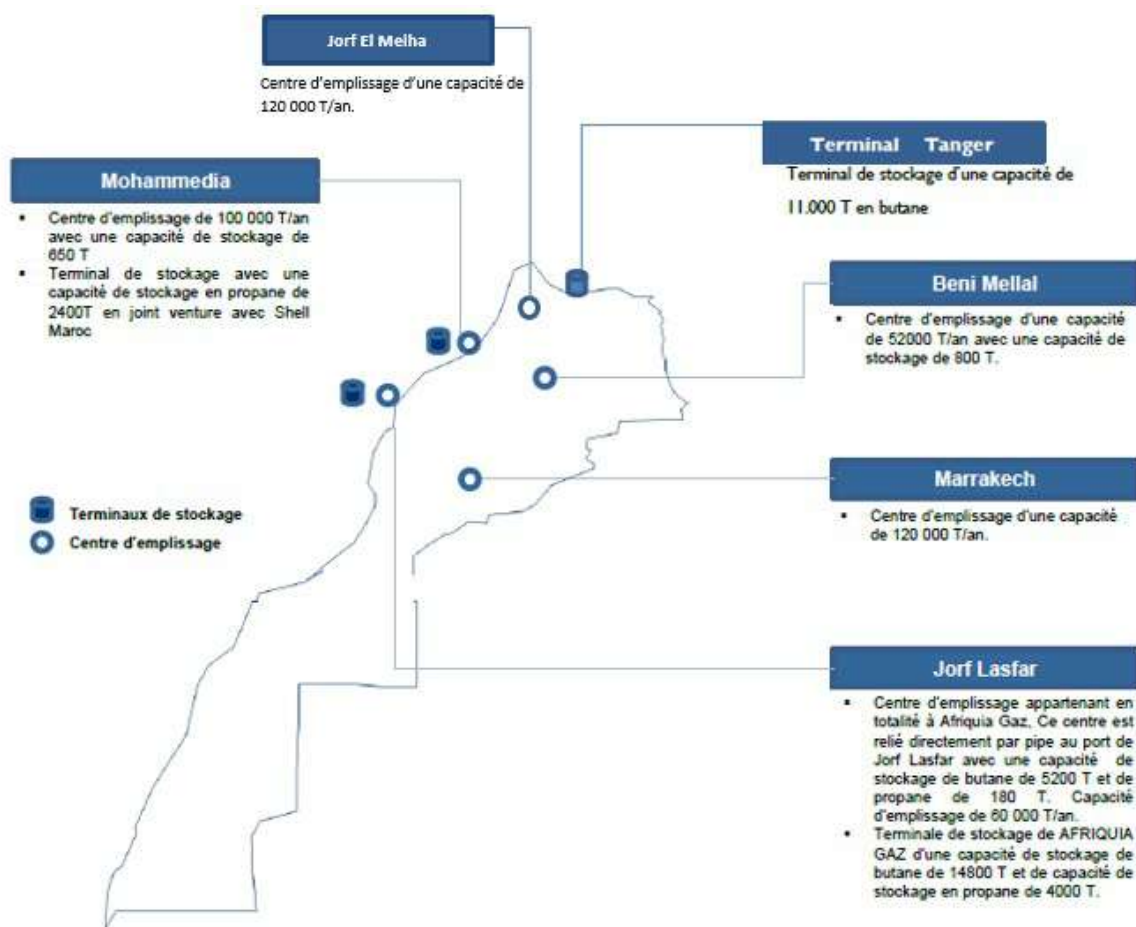 Jorf El Melha
Centre d'emplissage d'une capacité de
120 000 T/an.
Terminal Tanger
Terminal de stockage d'une capacité de
11.000 T en butane
Mohammedia
▪ Centre d'emplissage de 100 000 T/an
avec une capacité de stockage de
650 T
▪ Terminal de stockage avec une
capacité de stockage en propane de
2400T en joint venture avec Shell
Maroc
Beni Mellal
▪ Centre d'emplissage d'une capacité
de 52000 T/an avec une capacité de
stockage de 800 T.
Marrakech
▪ Centre d'emplissage d'une capacité
de 120 000 T/an.
Terminaux de stockage
Centre d'emplissage
Jorf Lasfar
▪ Centre d'emplissage appartenant en
totalité à Afriquia Gaz, Ce centre est
relié directement par pipe au port de
Jorf Lasfar avec une capacité de
stockage de butane de 5200 T et de
propane de 180 T. Capacité
d'emplissage de 60 000 T/an.
▪ Terminale de stockage de AFRIQUIA
GAZ d'une capacité de stockage de
butane de 14800 T et de capacité de
stockage en propane de 4000 T.